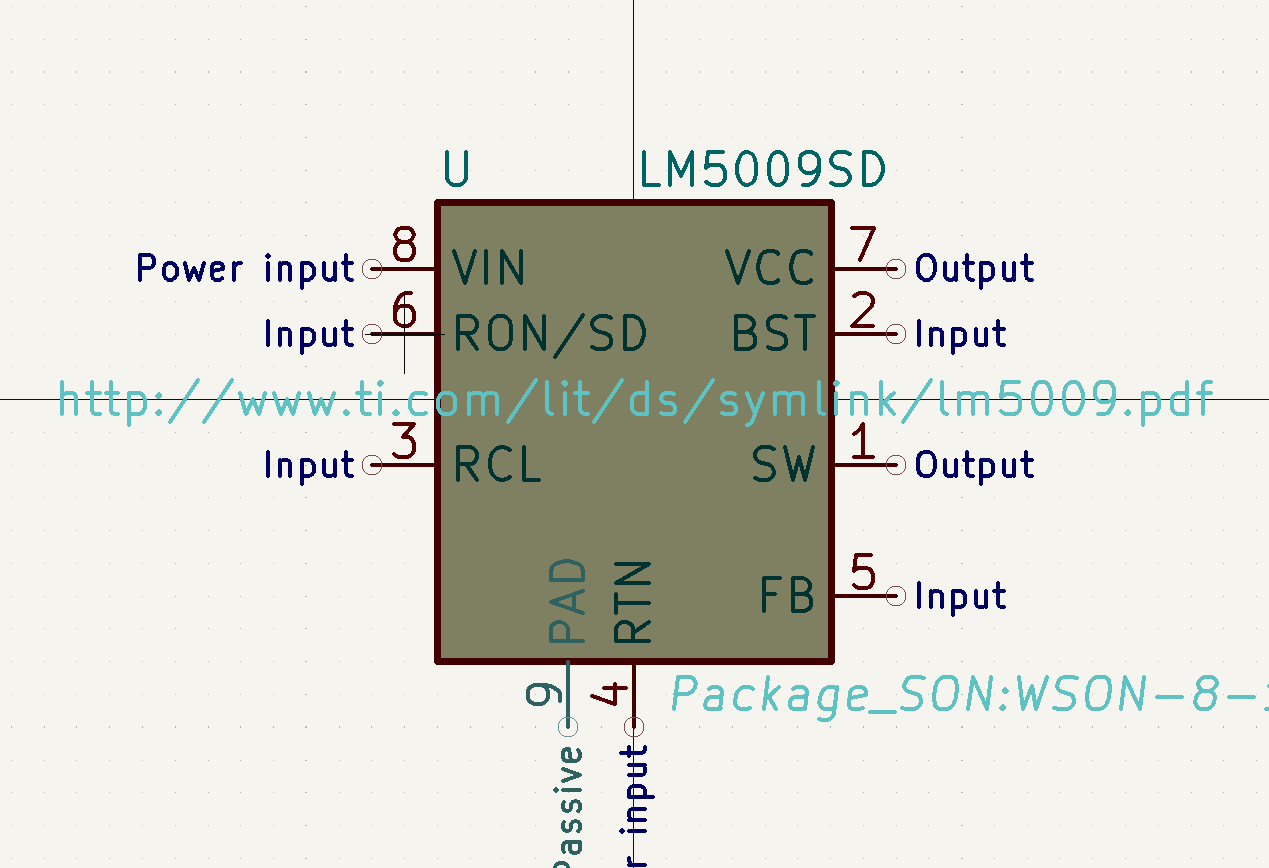 U LM5009SD
8 7
Power input VIN VCC Output
6 2
Input RON/SD BST Input
http://www.ti.com/lit/ds/symlink/lm5009.pdf
3 1
Input RCL SW Output
5
FB Input
PAD
RTN
9
4
Package_SON:WSON-8-
Passive
r input